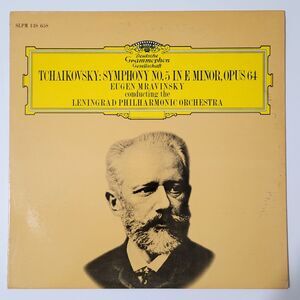 SLPM 138 658
Deutsche
Grammophon
Gesellschaft
TCHAIKOVSKY: SYMPHONY NO. 5 IN E MINOR, OPUS 64
EUGEN MRAVINSKY
conducting the
LENINGRAD PHILHARMONIC ORCHESTRA